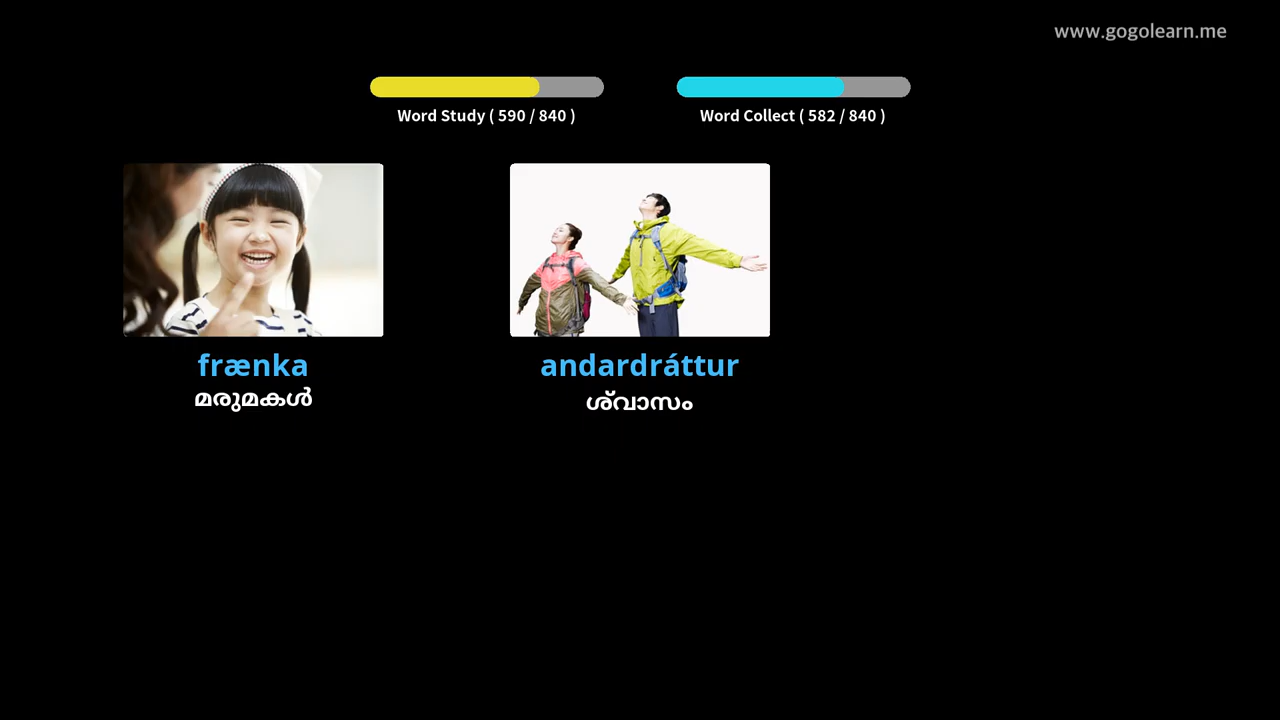 www.gogolearn.me
Word Study ( 590 / 840 )
Word Collect ( 582 / 840 )
frænka
മരുമകൾ
andardráttur
ശ്വാസം